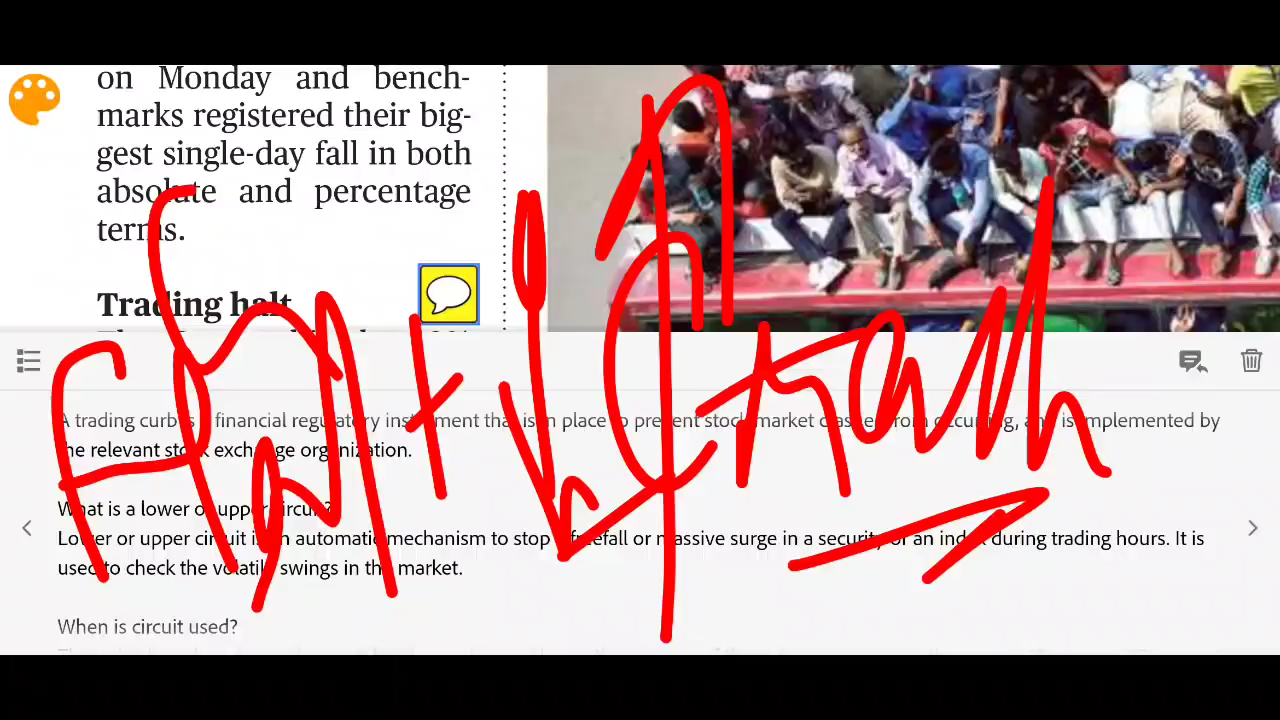 on Monday and bench-
marks registered their big-
gest single-day fall in both
absolute and percentage
terms.
Trading halt
A trading curb is financial regulatory instrument that is in place to prevent stock market from occurring, and is implemented by
the relevant stock exchange organization.
What is a lower or upper circuit?
Lower or upper circuit is an automatic mechanism to stop freefall or massive surge in a security or an index during trading hours. It is
used to check the volatile swings in the market.
When is circuit used?